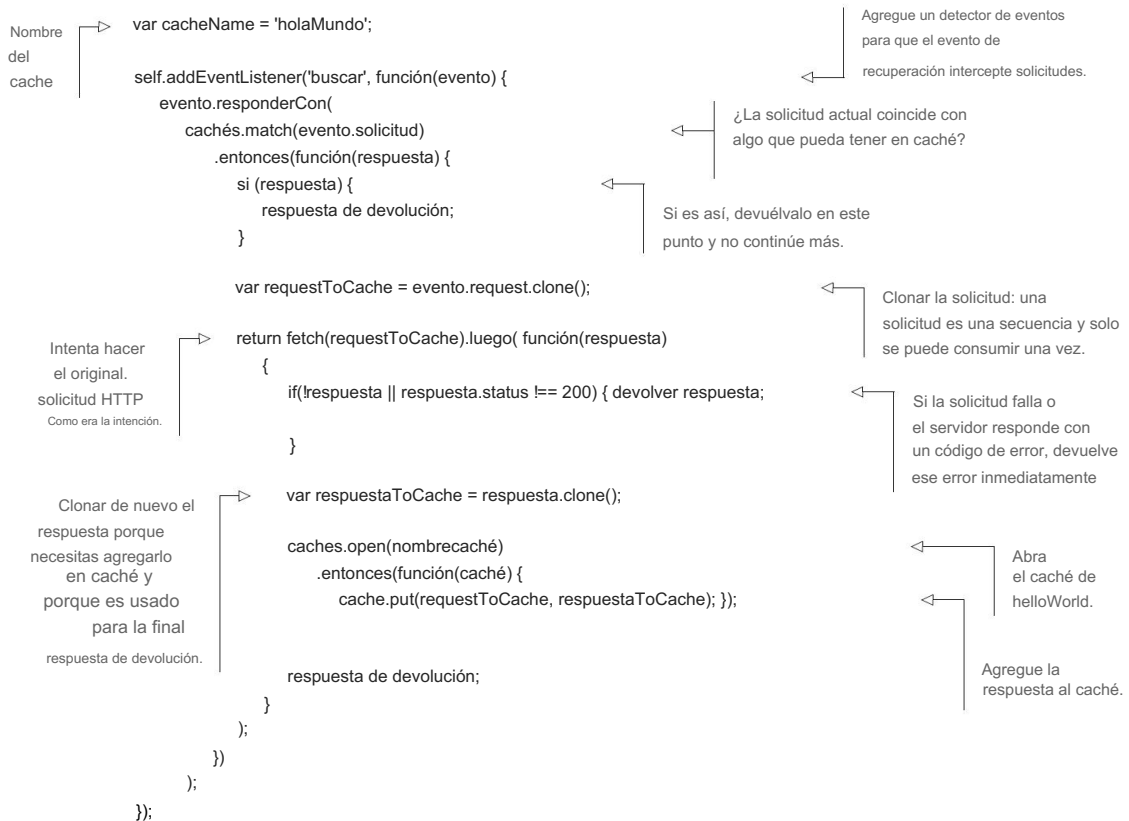 Nombre
del
cache
var cacheName = 'holaMundo';
Agregue un detector de eventos
para que el evento de
recuperación intercepte solicitudes.
self.addEventListener('buscar', función(evento) {
evento.responderCon(
cachés.match(evento.solicitud)
¿La solicitud actual coincide con
algo que pueda tener en caché?
.entonces(función(respuesta) {
si (respuesta) {
respuesta de devolución;
}
Si es así, devuélvalo en este
punto y no continúe más.
var requestToCache = evento.request.clone();
Clonar la solicitud: una
solicitud es una secuencia y solo
se puede consumir una vez.
Intenta hacer
el original.
solicitud HTTP
Como era la intención.
return fetch(requestToCache).luego( función(respuesta)
{
if(!respuesta || respuesta.status !== 200) { devolver respuesta;
}
Si la solicitud falla o
el servidor responde con
un código de error, devuelve
ese error inmediatamente
Clonar de nuevo el
respuesta porque
necesitas agregarlo
en caché y
porque es usado
para la final
respuesta de devolución.
var respuestaToCache = respuesta.clone();
caches.open(nombrecaché)
.entonces(función(caché) {
cache.put(requestToCache, respuestaToCache); });
Abra
el caché de
helloWorld.
Agregue la
respuesta al caché.
respuesta de devolución;
}
);
})
);
});